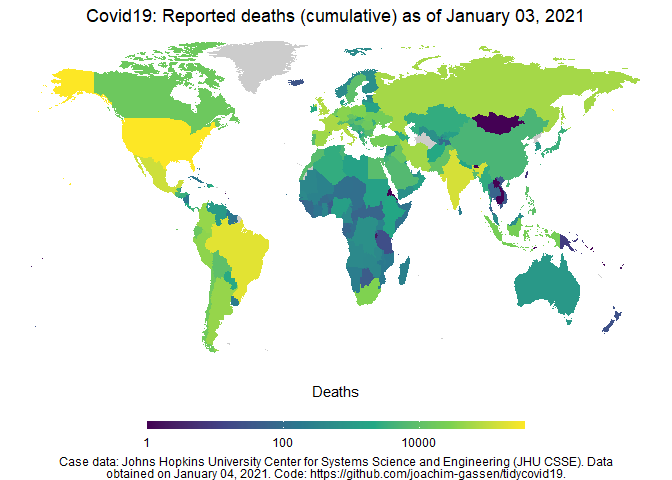 Covid19: Reported deaths (cumulative) as of January 03, 2021
Deaths
1 100 10000
Case data: Johns Hopkins University Center for Systems Science and Engineering (JHU CSSE). Data
obtained on January 04, 2021. Code: https://github.com/joachim-gassen/tidycovid19.